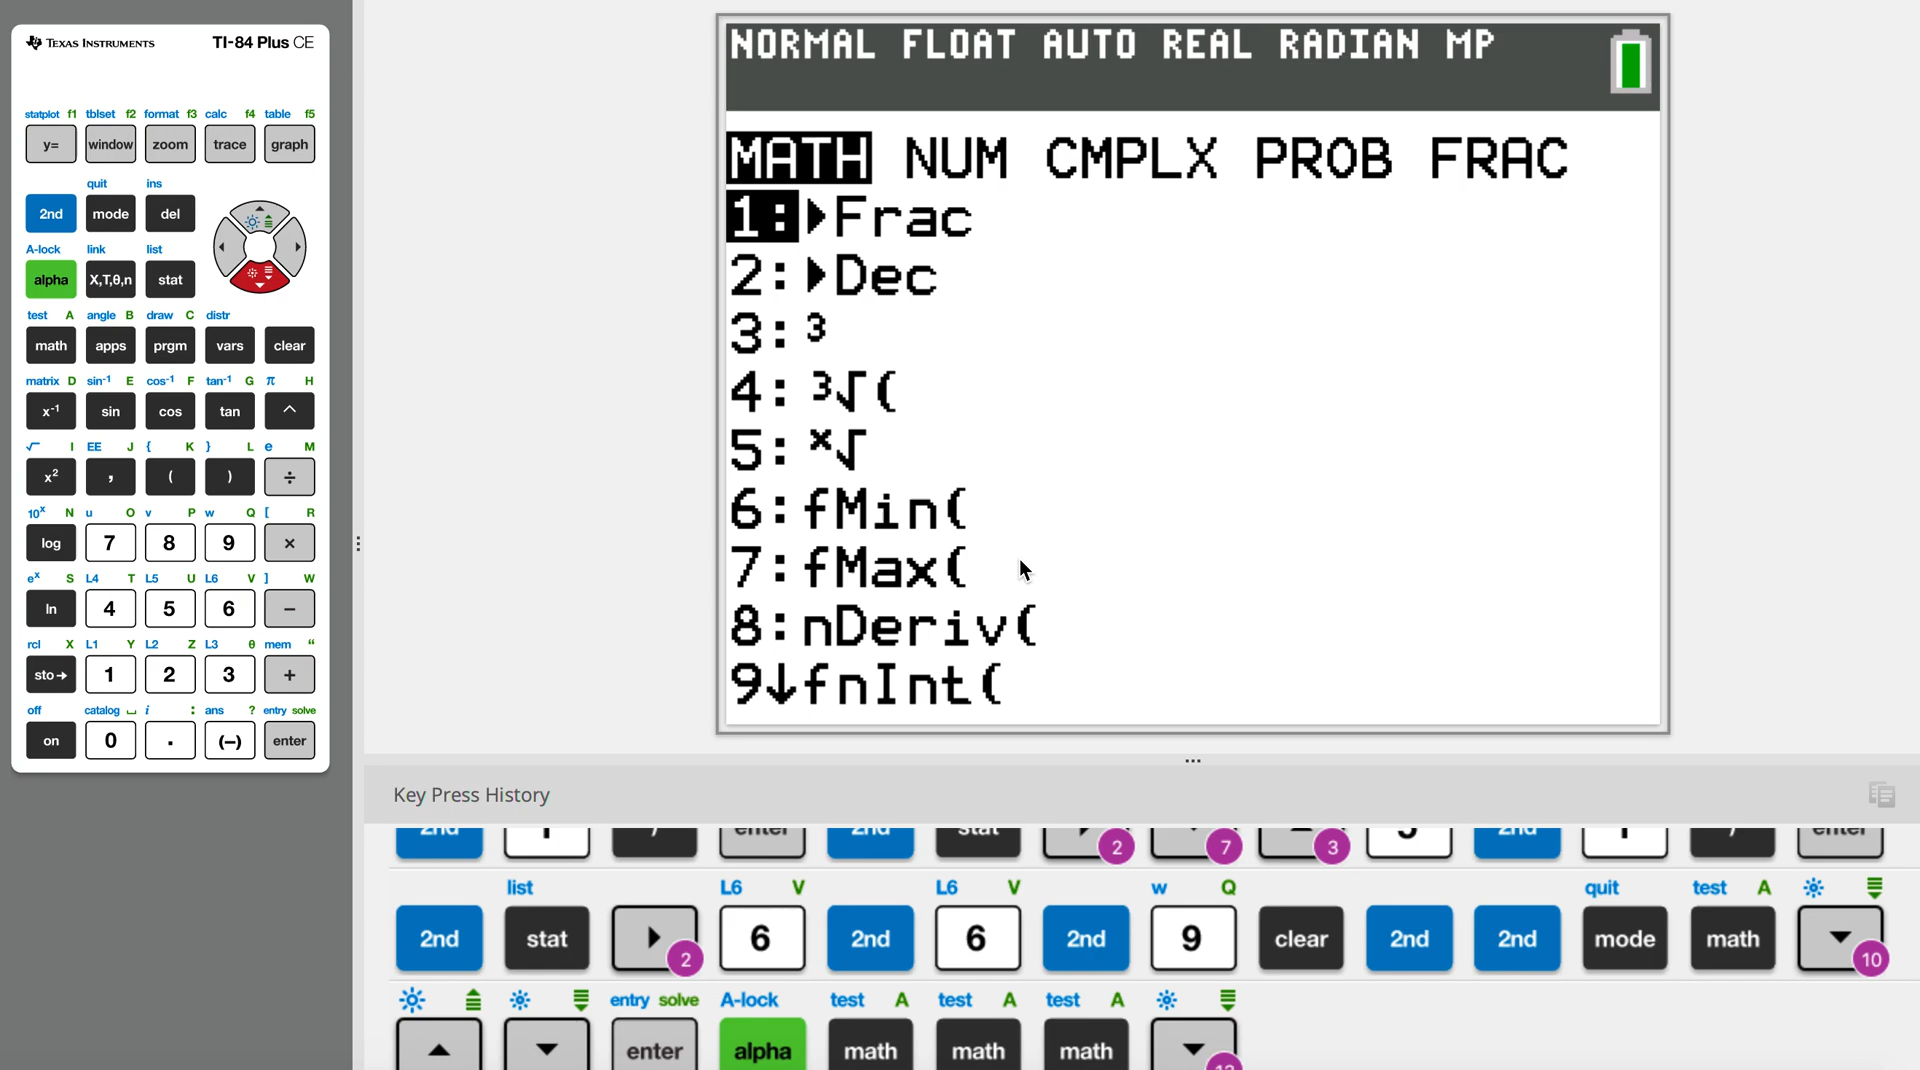 TEXAS INSTRUMENTS TI-84 Plus CE
statplot f1 tblset f2 format f3 calc f4 table f5
y= window zoom trace graph
quit ins
2nd mode del
A-lock link list
alpha X,T,θ,n stat
test A angle B draw C distr
math apps prgm vars clear
matrix D sin-1 E cos-1 F tan-1 G π H
x-1 sin cos tan ^
√ I EE J { K } L e M
x2 , ( ) ÷
10x N u O v P w Q [ R
log 7 8 9 ×
ex S L4 T L5 U L6 V ] W
ln 4 5 6 −
rcl X L1 Y L2 Z L3 θ mem “
sto→ 1 2 3 +
off catalog ⎵ i : ans ? entry solve
on 0 . (−) enter
NORMAL FLOAT AUTO REAL RADIAN MP
MATH NUM CMPLX PROB FRAC
1:▶Frac
2:▶Dec
3:³
4:³√(
5:ˣ√
6:fMin(
7:fMax(
8:nDeriv(
9↓fnInt(
Key Press History
2nd enter 2nd stat 2 7 3 2nd enter
list L6 V L6 V w Q quit test A
2nd stat 2 6 2nd 6 2nd 9 clear 2nd 2nd mode math 10
entry solve A-lock test A test A test A
enter alpha math math math